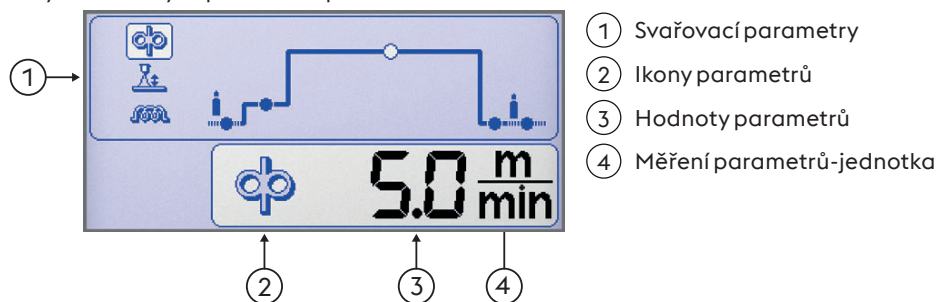 1 Svařovací parametry
2 Ikony parametrů
3 Hodnoty parametrů
4 Měření parametrů-jednotka
1
5.0 m/min
2 3 4